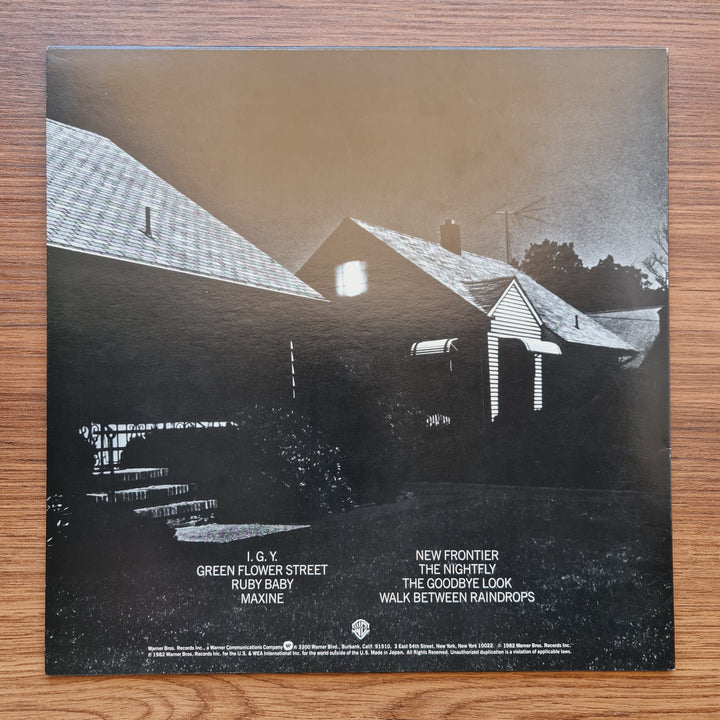 I. G. Y.
GREEN FLOWER STREET
RUBY BABY
MAXINE
NEW FRONTIER
THE NIGHTFLY
THE GOODBYE LOOK
WALK BETWEEN RAINDROPS
Warner Bros. Records Inc., a Warner Communications Company 3300 Warner Blvd., Burbank, Calif. 91510. 3 East 54th Street, New York, New York 10022 ℗ 1982 Warner Bros. Records Inc.
© 1982 Warner Bros. Records Inc. for the U.S. & WEA International Inc. for the world outside of the U.S. Made in Japan. All Rights Reserved. Unauthorized duplication is a violation of applicable laws.